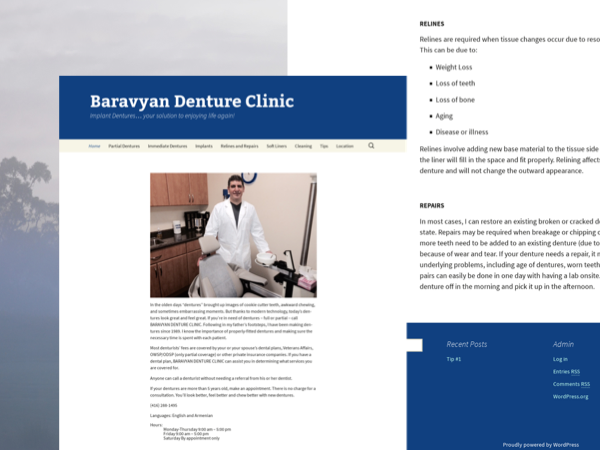 Baravyan Denture Clinic
Implant Dentures... your solution to enjoying life again!
Home Partial Dentures Immediate Dentures Implants Relines and Repairs Soft Liners Cleaning Tips Location
In the olden days "dentures" brought up images of cookie cutter teeth, awkward chewing,
and sometimes embarrassing moments. But thanks to modern technology, today's den-
tures look great and feel great. If you're in need of dentures – full or partial – call
BARAVYAN DENTURE CLINIC. Following in my father's footsteps, I have been making den-
tures since 1969. I know the importance of properly fitted dentures and making sure the
necessary time is spent with each patient.
Most denturists' fees are covered by your or your spouse's dental plans, Veterans Affairs,
OWSP/ODSP (only partial coverage) or other private insurance companies. If you have a
dental plan, BARAVYAN DENTURE CLINIC can assist you in determining what services you
are covered for.
Anyone can call a denturist without needing a referral from his or her dentist.
If your dentures are more than 5 years old, make an appointment. There is no charge for a
consultation. You'll look better, feel better and chew better with new dentures.
(416) 266-1495
Languages: English and Armenian
Hours:
Monday-Thursday 9:00 am – 5:00 pm
Friday 9:00 am – 5:00 pm
Saturday By appointment only
RELINES
Relines are required when tissue changes occur due to reso
This can be due to:
• Weight Loss
• Loss of teeth
• Loss of bone
• Aging
• Disease or illness
Relines involve adding new base material to the tissue side
the liner will fill in the space and fit properly. Relining affects
denture and will not change the outward appearance.
REPAIRS
In most cases, I can restore an existing broken or cracked de
state. Repairs may be required when breakage or chipping o
more teeth need to be added to an existing denture (due to
because of wear and tear. If your denture needs a repair, it m
underlying problems, including age of dentures, worn teeth
pairs can easily be done in one day with having a lab onsite.
denture off in the morning and pick it up in the afternoon.
Recent Posts
Tip #1
Admin
Log in
Entries RSS
Comments RSS
WordPress.org
Proudly powered by WordPress